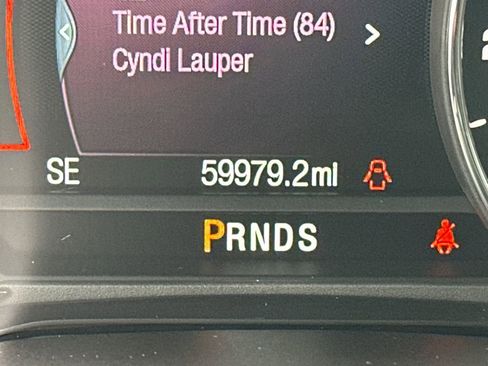 Time After Time (84)
Cyndi Lauper
SE 59979.2mi
PRNDS